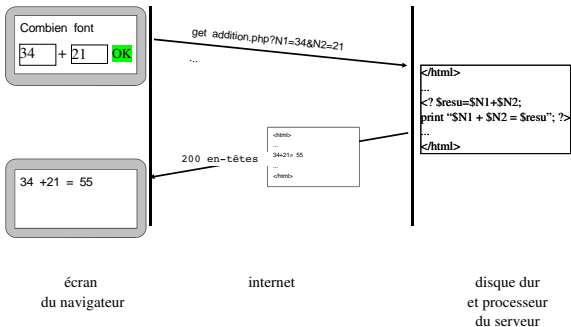 Combien font
34 + 21 OK
get addition.php?N1=34&N2=21
...
</html>
...
<? $resu=$N1+$N2;
print “$N1 + $N2 = $resu”; ?>
...
</html>
<html>
...
34+21= 55
...
</html>
200 en-têtes
34 +21 = 55
écran
du navigateur
internet
disque dur
et processeur
du serveur